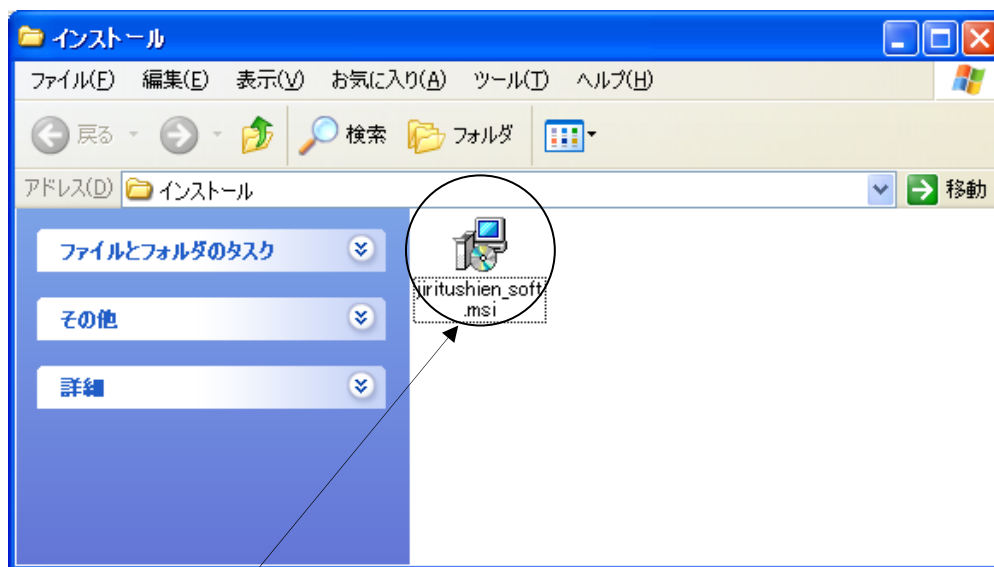 インストール
ファイル(F) 編集(E) 表示(V) お気に入り(A) ツール(T) ヘルプ(H)
戻る 検索 フォルダ
アドレス(D) インストール 移動
ファイルとフォルダのタスク
その他
詳細
jiritushien_soft
.msi